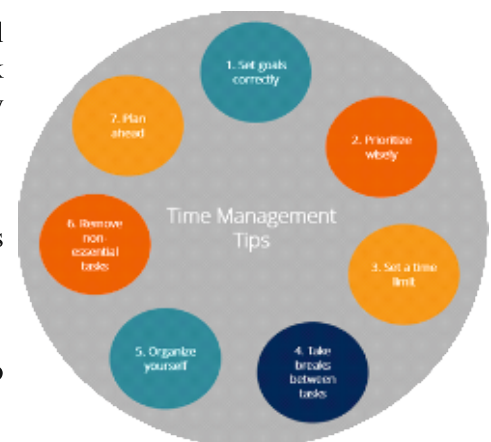 1. Set goals
correctly
2. Prioritize
wisely
3. Set a time
limit
4. Take
breaks
between
tasks
5. Organize
yourself
6. Remove
non-
essential
tasks
7. Plan
ahead
Time Management
Tips